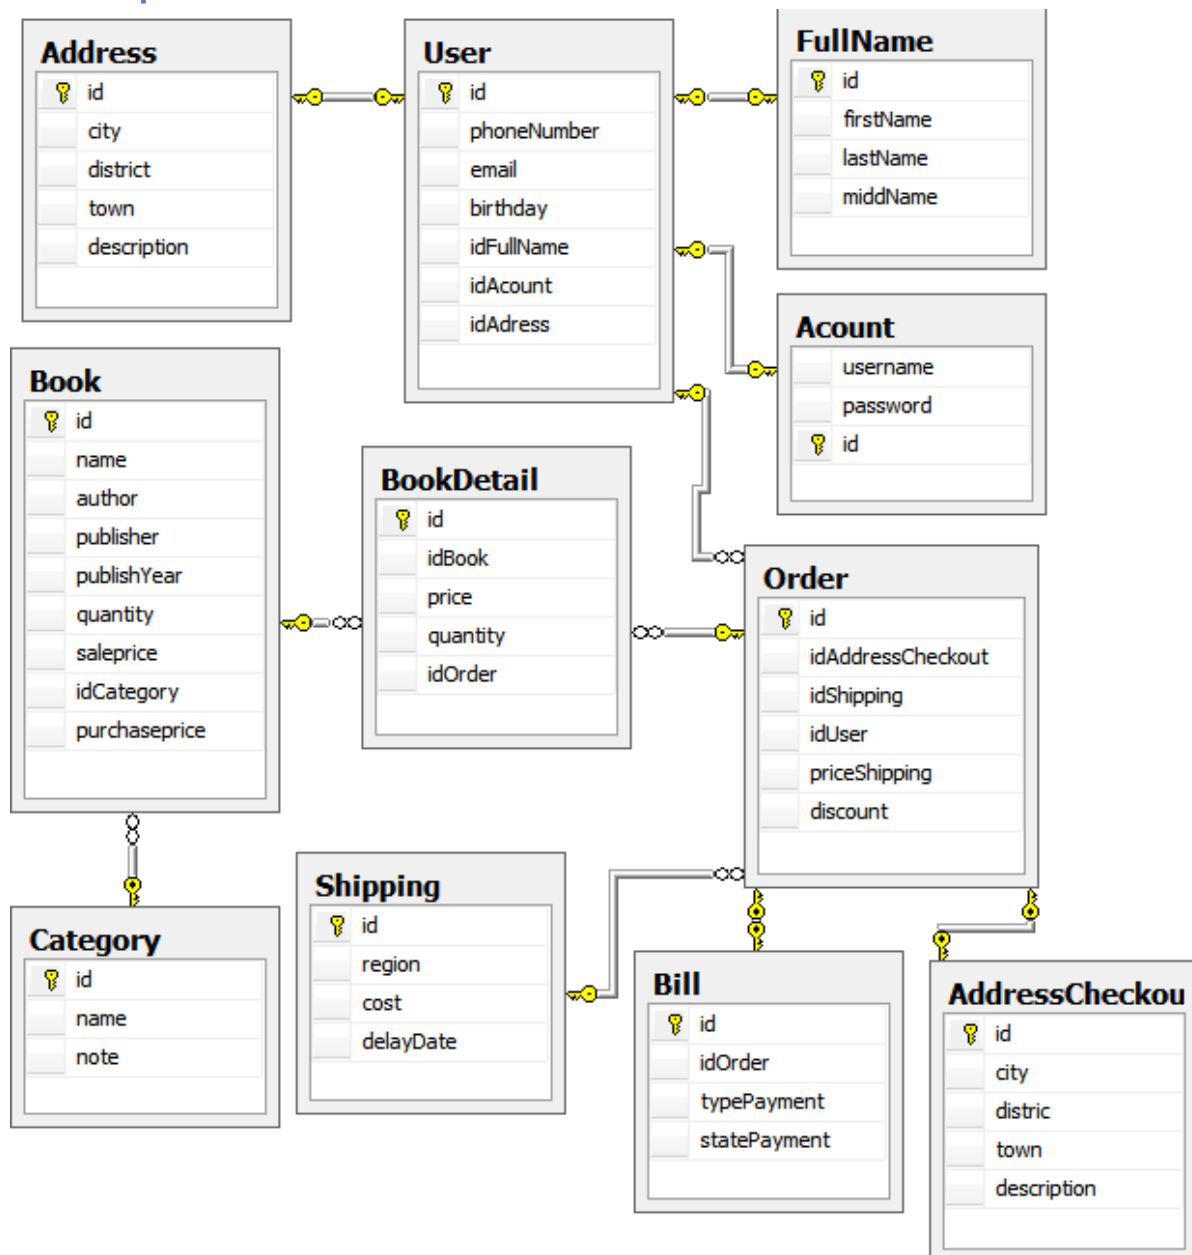 Address
id
city
district
town
description
User
id
phoneNumber
email
birthday
idFullName
idAcount
idAdress
FullName
id
firstName
lastName
middName
Acount
username
password
id
Book
id
name
author
publisher
publishYear
quantity
saleprice
idCategory
purchaseprice
BookDetail
id
idBook
price
quantity
idOrder
Order
id
idAddressCheckout
idShipping
idUser
priceShipping
discount
Category
id
name
note
Shipping
id
region
cost
delayDate
Bill
id
idOrder
typePayment
statePayment
AddressCheckou
id
city
distric
town
description